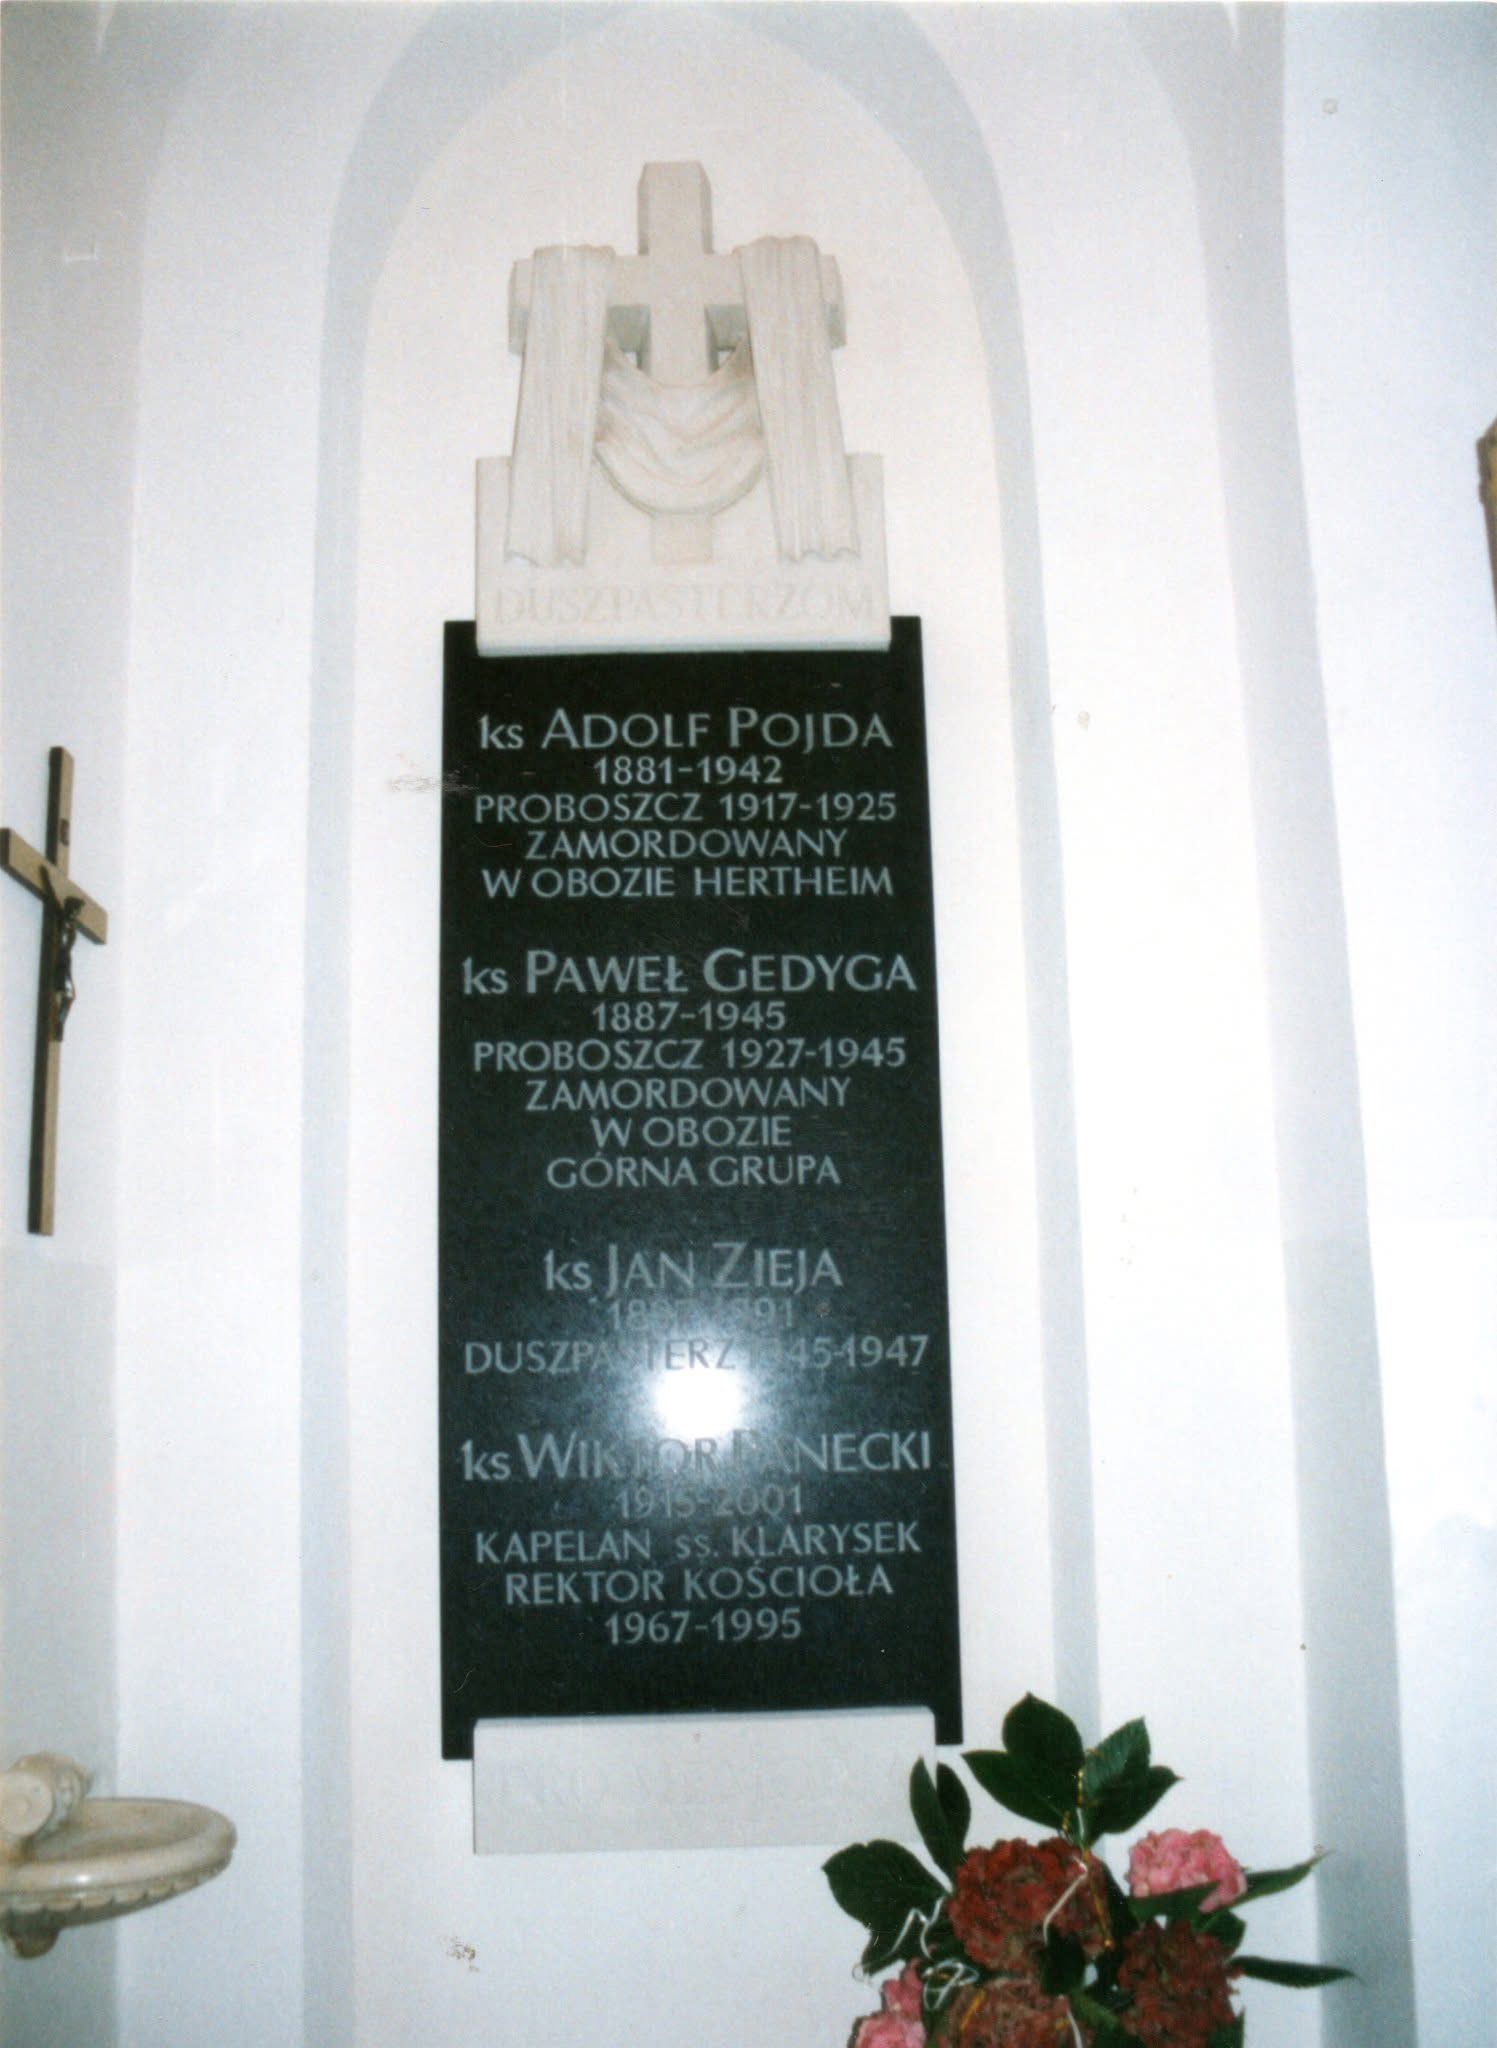 DUSZPASTERZOM
ks ADOLF POJDA
1881-1942
PROBOSZCZ 1917-1925
ZAMORDOWANY
W OBOZIE HERTHEIM
ks PAWEŁ GEDYGA
1887-1945
PROBOSZCZ 1927-1945
ZAMORDOWANY
W OBOZIE
GÓRNA GRUPA
ks JAN ZIEJA
DUSZPASTERZ 1945-1947
ks WIKTOR BANECKI
1915-2001
KAPELAN ss. KLARYSEK
REKTOR KOŚCIOŁA
1967-1995